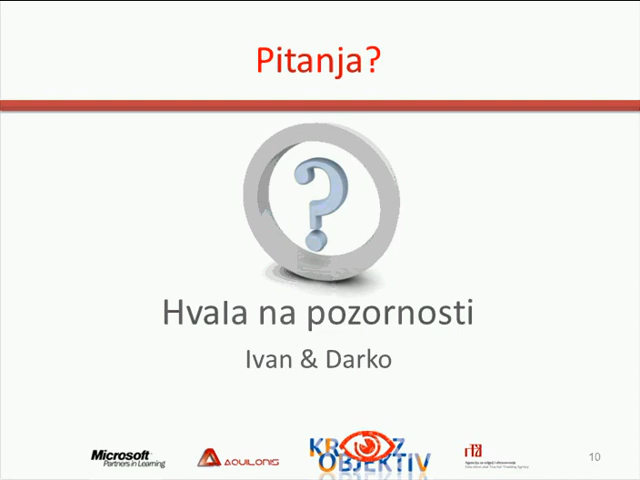 Pitanja?
?
Hvala na pozornosti
Ivan & Darko
Microsoft
Partners in Learning
AQUILONIS
KROZ
OBJEKTIV
10